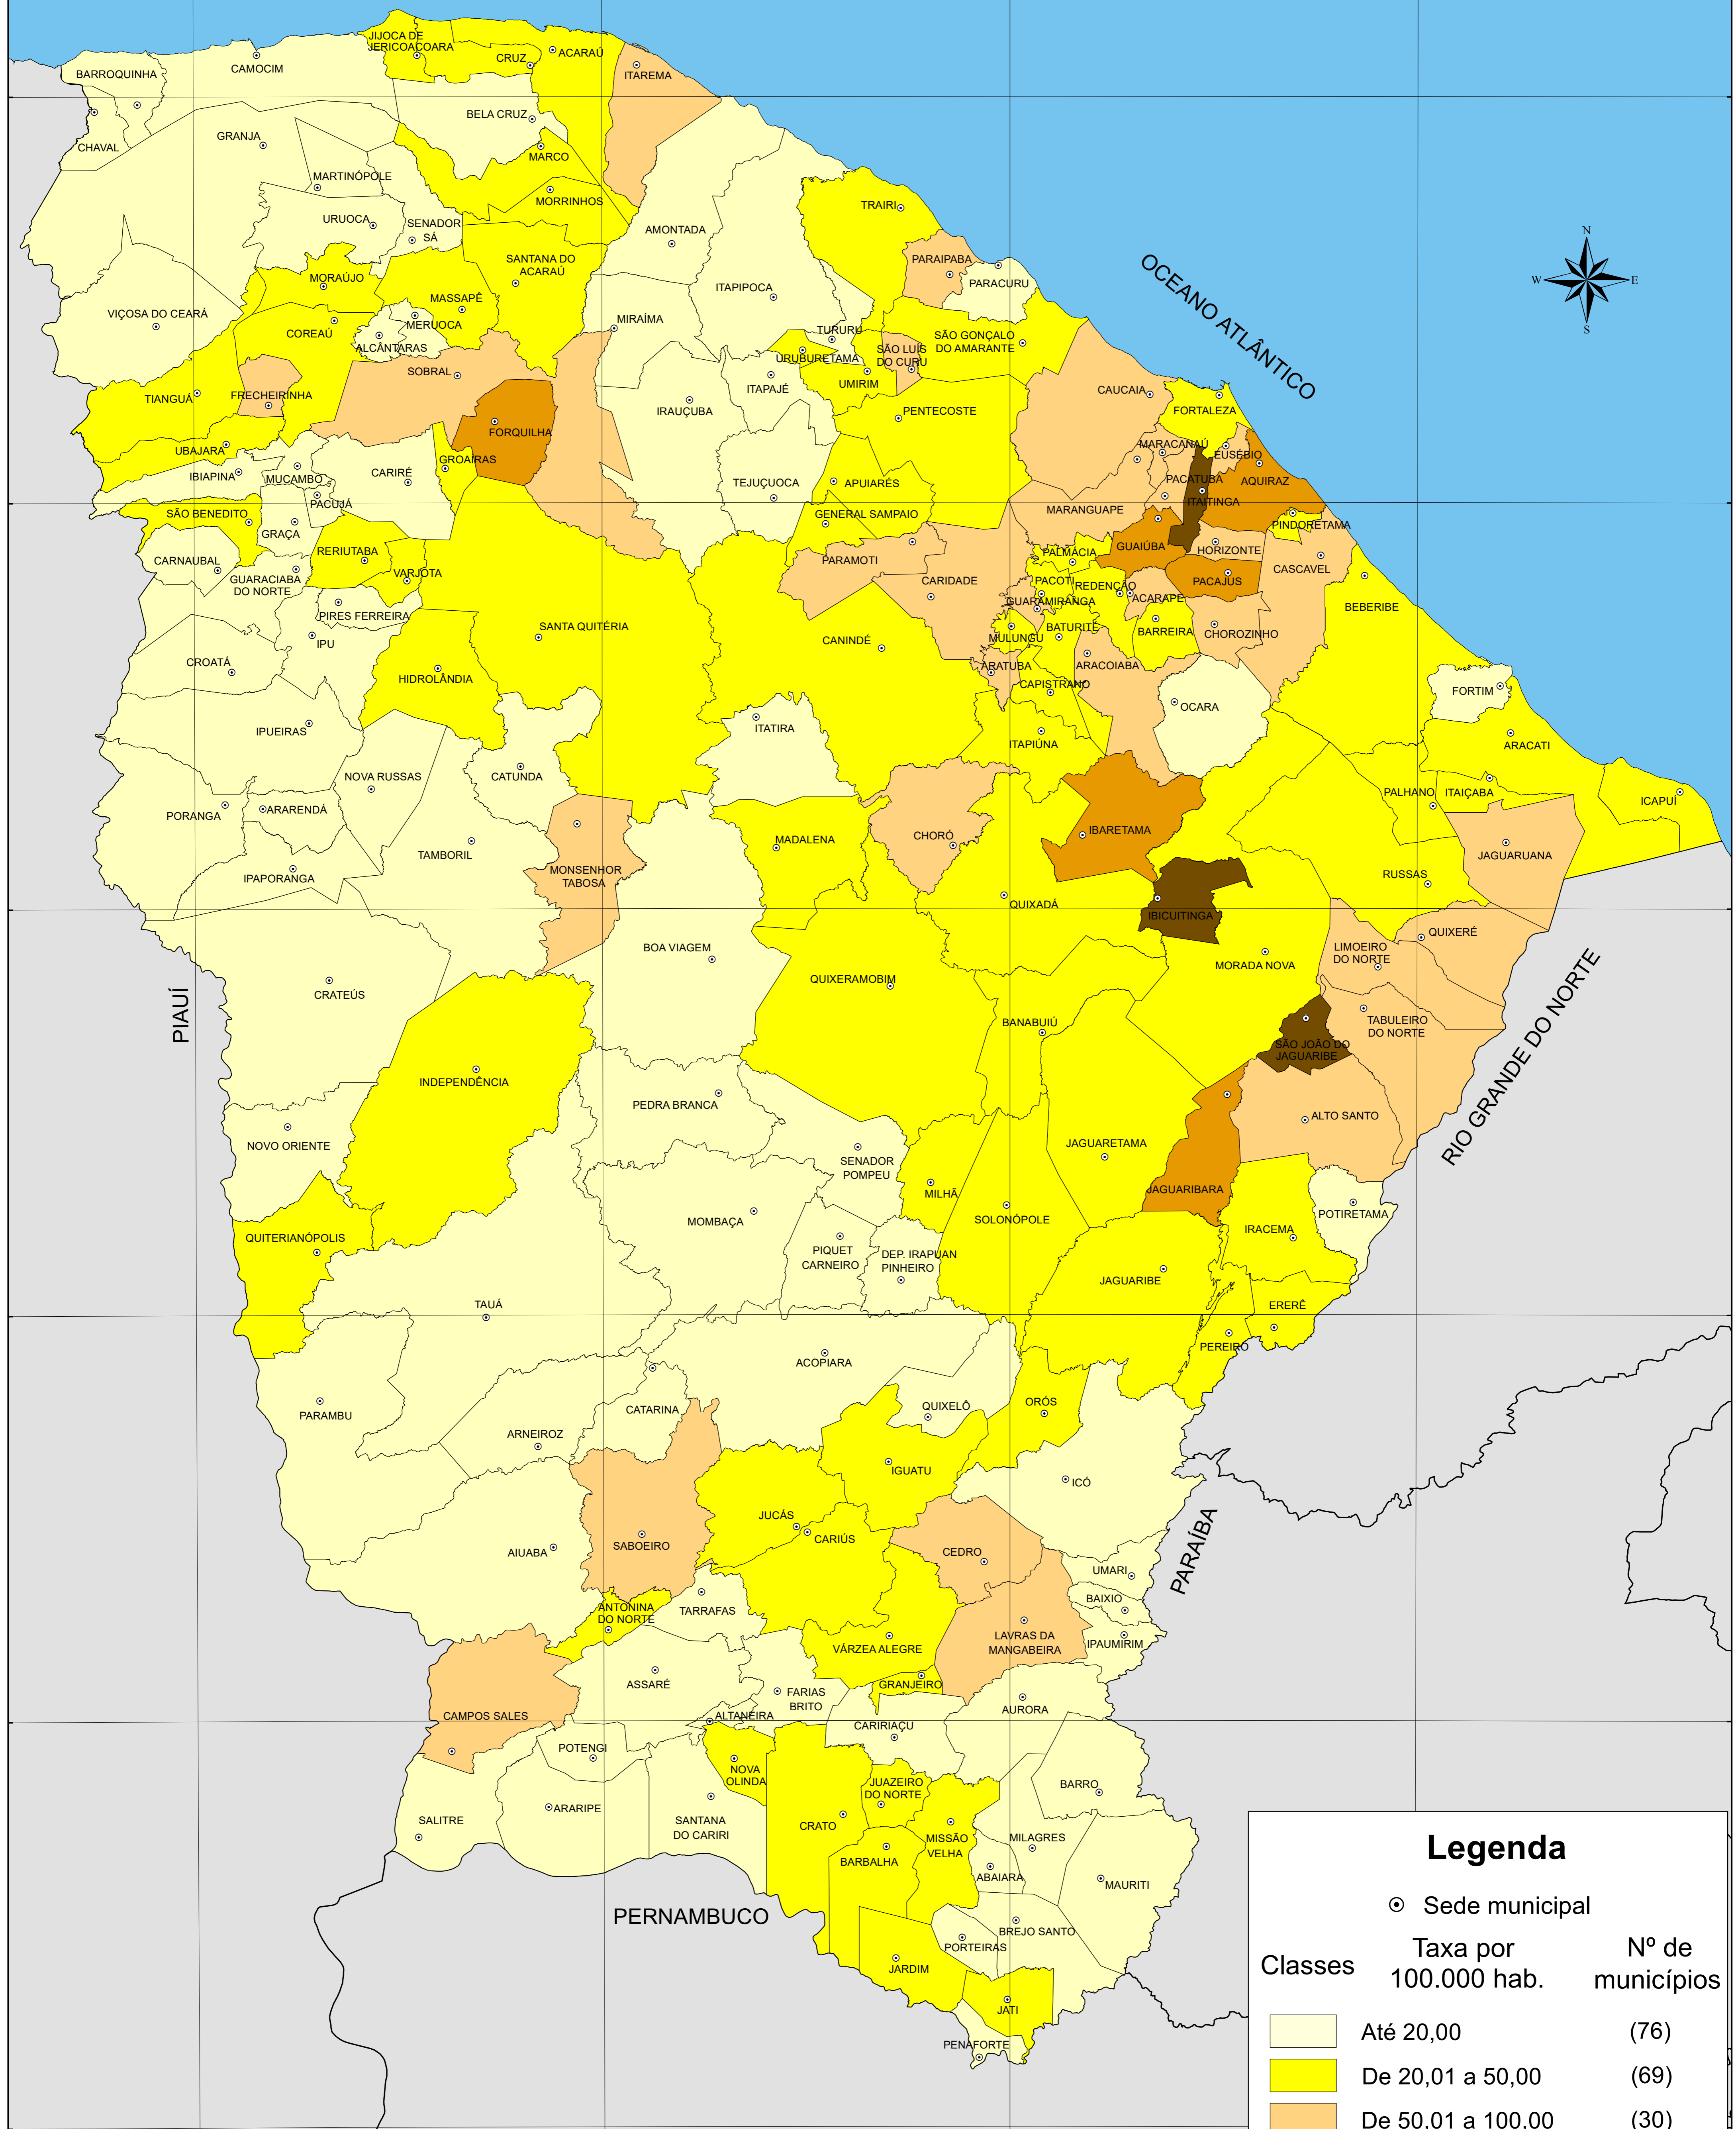 JIJOCA DE
JERICOACOARA
CRUZ
ACARAÚ
ITAREMA
BARROQUINHA
CAMOCIM
BELA CRUZ
CHAVAL
GRANJA
MARCO
MARTINÓPOLE
MORRINHOS
URUOCA
SENADOR
SÁ
AMONTADA
TRAIRI
N
W
E
S
OCEANO ATLÂNTICO
MORAÚJO
SANTANA DO
ACARAÚ
ITAPIPOCA
PARAIPABA
PARACURU
VIÇOSA DO CEARÁ
MASSAPÊ
COREAÚ
MERUOCA
ALCÂNTARAS
MIRAÍMA
TURURU
URUBURETAMA
SÃO LUÍS
DO CURU
SÃO GONÇALO
DO AMARANTE
SOBRAL
UMIRIM
TIANGUÁ
FRECHEIRINHA
ITAPAJÉ
IRAUÇUBA
PENTECOSTE
CAUCAIA
FORTALEZA
FORQUILHA
UBAJARA
GROAÍRAS
MARACANAÚ
EUSÉBIO
IBIAPINA
MUCAMBO
CARIRÉ
TEJUÇUOCA
APUIARÉS
PACATUBA
AQUIRAZ
PACUJÁ
ITAITINGA
SÃO BENEDITO
GRAÇA
GENERAL SAMPAIO
MARANGUAPE
PINDORETAMA
CARNAUBAL
RERIUTABA
VARJOTA
GUARACIABA
DO NORTE
PARAMOTI
CARIDADE
PALMÁCIA
GUAIÚBA
HORIZONTE
CASCAVEL
PACOTI
REDENÇÃO
PACAJUS
GUARAMIRANGA
ACARAPE
BEBERIBE
PIRES FERREIRA
IPU
SANTA QUITÉRIA
CANINDÉ
MULUNGU
BATURITÉ
BARREIRA
CHOROZINHO
CROATÁ
HIDROLÂNDIA
ARATUBA
ARACOIABA
CAPISTRANO
OCARA
FORTIM
IPUEIRAS
ITATIRA
ITAPIÚNA
ARACATI
NOVA RUSSAS
CATUNDA
PALHANO
ITAIÇABA
ICAPUÍ
PORANGA
ARARENDÁ
TAMBORIL
MADALENA
CHORÓ
IBARETAMA
JAGUARUANA
IPAPORANGA
MONSENHOR
TABOSA
RUSSAS
QUIXADÁ
IBICUITINGA
BOA VIAGEM
QUIXERÉ
LIMOEIRO
DO NORTE
MORADA NOVA
CRATEÚS
QUIXERAMOBIM
PIAUÍ
BANABUIÚ
TABULEIRO
DO NORTE
SÃO JOÃO DO
JAGUARIBE
RIO GRANDE DO NORTE
INDEPENDÊNCIA
PEDRA BRANCA
ALTO SANTO
NOVO ORIENTE
JAGUARETAMA
SENADOR
POMPEU
MILHÃ
JAGUARIBARA
MOMBAÇA
SOLONÓPOLE
POTIRETAMA
QUITERIANÓPOLIS
IRACEMA
PIQUET
CARNEIRO
DEP. IRAPUAN
PINHEIRO
JAGUARIBE
TAUÁ
ERERÊ
PEREIRO
ACOPIARA
PARAMBU
CATARINA
QUIXELÔ
ORÓS
ARNEIROZ
IGUATU
ICÓ
JUCÁS
CARIÚS
SABOEIRO
AIUABA
CEDRO
PARAÍBA
UMARI
BAIXIO
ANTONINA
DO NORTE
TARRAFAS
LAVRAS DA
MANGABEIRA
IPAUMIRIM
VÁRZEA ALEGRE
ASSARÉ
FARIAS
BRITO
GRANJEIRO
AURORA
CAMPOS SALES
ALTANEIRA
CARIRIAÇU
POTENGI
NOVA
OLINDA
JUAZEIRO
DO NORTE
BARRO
ARARIPE
SALITRE
SANTANA
DO CARIRI
CRATO
MISSÃO
VELHA
MILAGRES
BARBALHA
ABAIARA
MAURITI
PERNAMBUCO
BREJO SANTO
PORTEIRAS
JARDIM
JATI
PENAFORTE
Legenda
Sede municipal
Classes
Taxa por
100.000 hab.
Nº de
municípios
Até 20,00 (76)
De 20,01 a 50,00 (69)
De 50,01 a 100,00 (30)